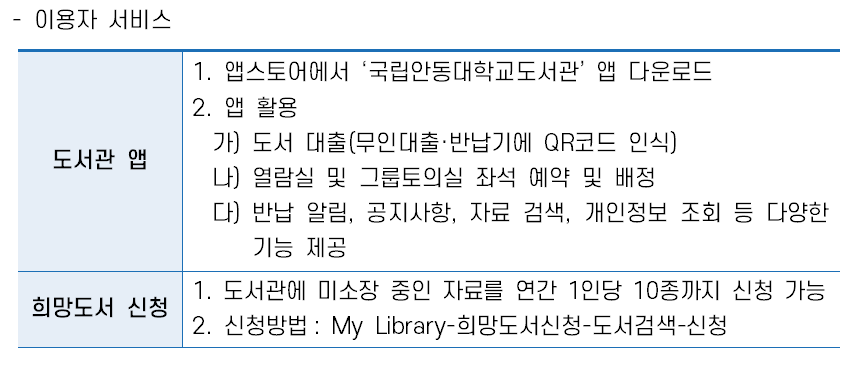 - 이용자 서비스
1. 앱스토어에서 ‘국립안동대학교도서관’ 앱 다운로드
2. 앱 활용
가) 도서 대출(무인대출·반납기에 QR코드 인식)
도서관 앱
나) 열람실 및 그룹토의실 좌석 예약 및 배정
다) 반납 알림, 공지사항, 자료 검색, 개인정보 조회 등 다양한
기능 제공
희망도서 신청
1. 도서관에 미소장 중인 자료를 연간 1인당 10종까지 신청 가능
2. 신청방법 : My Library-희망도서신청-도서검색-신청